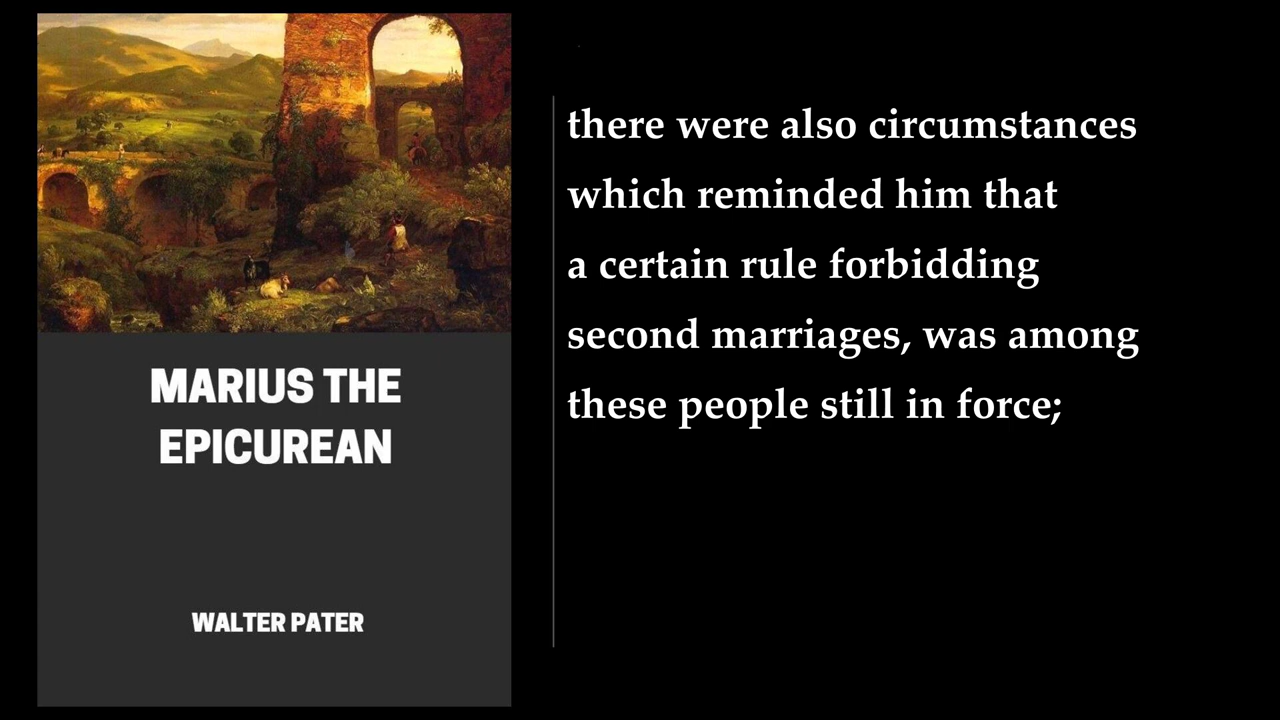 MARIUS THE
EPICUREAN
WALTER PATER
there were also circumstances
which reminded him that
a certain rule forbidding
second marriages, was among
these people still in force;